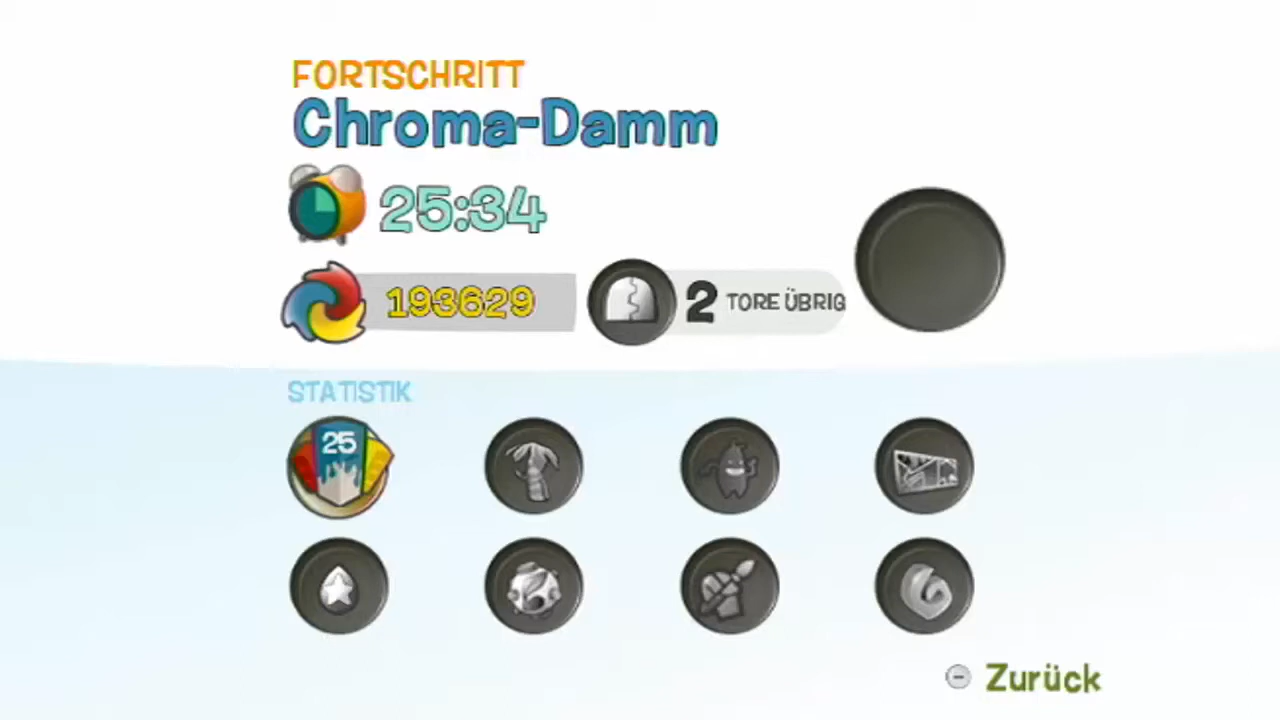 FORTSCHRITT
Chroma-Damm
25:34
193629
2 TORE ÜBRIG
STATISTIK
25
Zurück